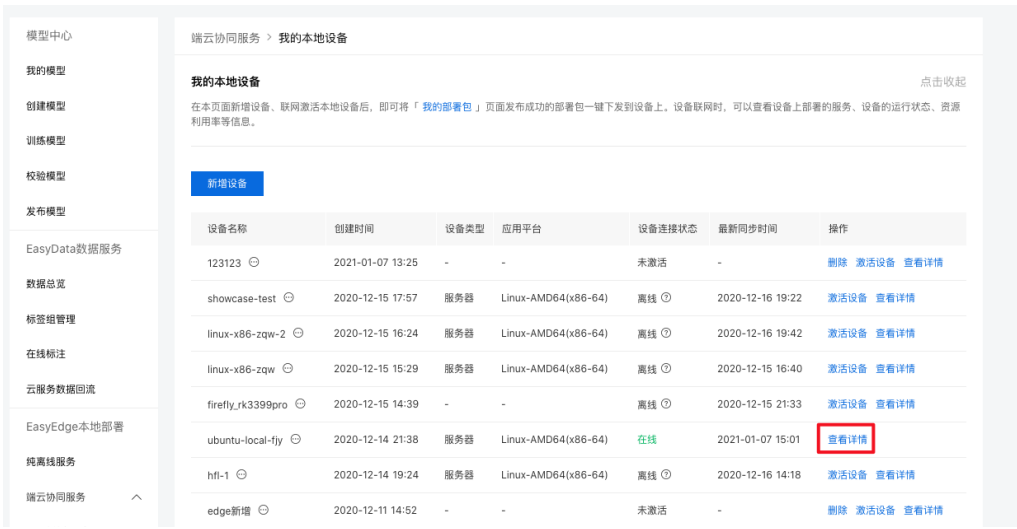 模型中心
我的模型
创建模型
训练模型
校验模型
发布模型
EasyData数据服务
数据总览
标签组管理
在线标注
云服务数据回流
EasyEdge本地部署
纯离线服务
端云协同服务
端云协同服务 > 我的本地设备
我的本地设备 点击收起
在本页面新增设备、联网激活本地设备后，即可将「 我的部署包 」页面发布成功的部署包一键下发到设备上。设备联网时，可以查看设备上部署的服务、设备的运行状态、资源
利用率等信息。
新增设备
设备名称 创建时间 设备类型 应用平台 设备连接状态 最新同步时间 操作
123123 2021-01-07 13:25 - - 未激活 - 删除 激活设备 查看详情
showcase-test 2020-12-15 17:57 服务器 Linux-AMD64(x86-64) 离线 2020-12-16 19:22 激活设备 查看详情
linux-x86-zqw-2 2020-12-15 16:24 服务器 Linux-AMD64(x86-64) 离线 2020-12-16 19:42 激活设备 查看详情
linux-x86-zqw 2020-12-15 15:29 服务器 Linux-AMD64(x86-64) 离线 2020-12-15 16:40 激活设备 查看详情
firefly_rk3399pro 2020-12-15 14:39 - - 离线 2020-12-15 21:33 激活设备 查看详情
ubuntu-local-fjy 2020-12-14 21:38 服务器 Linux-AMD64(x86-64) 在线 2021-01-07 15:01 查看详情
hfl-1 2020-12-14 19:24 服务器 Linux-AMD64(x86-64) 离线 2020-12-16 14:18 激活设备 查看详情
edge新增 2020-12-11 14:52 - - 未激活 - 删除 激活设备 查看详情